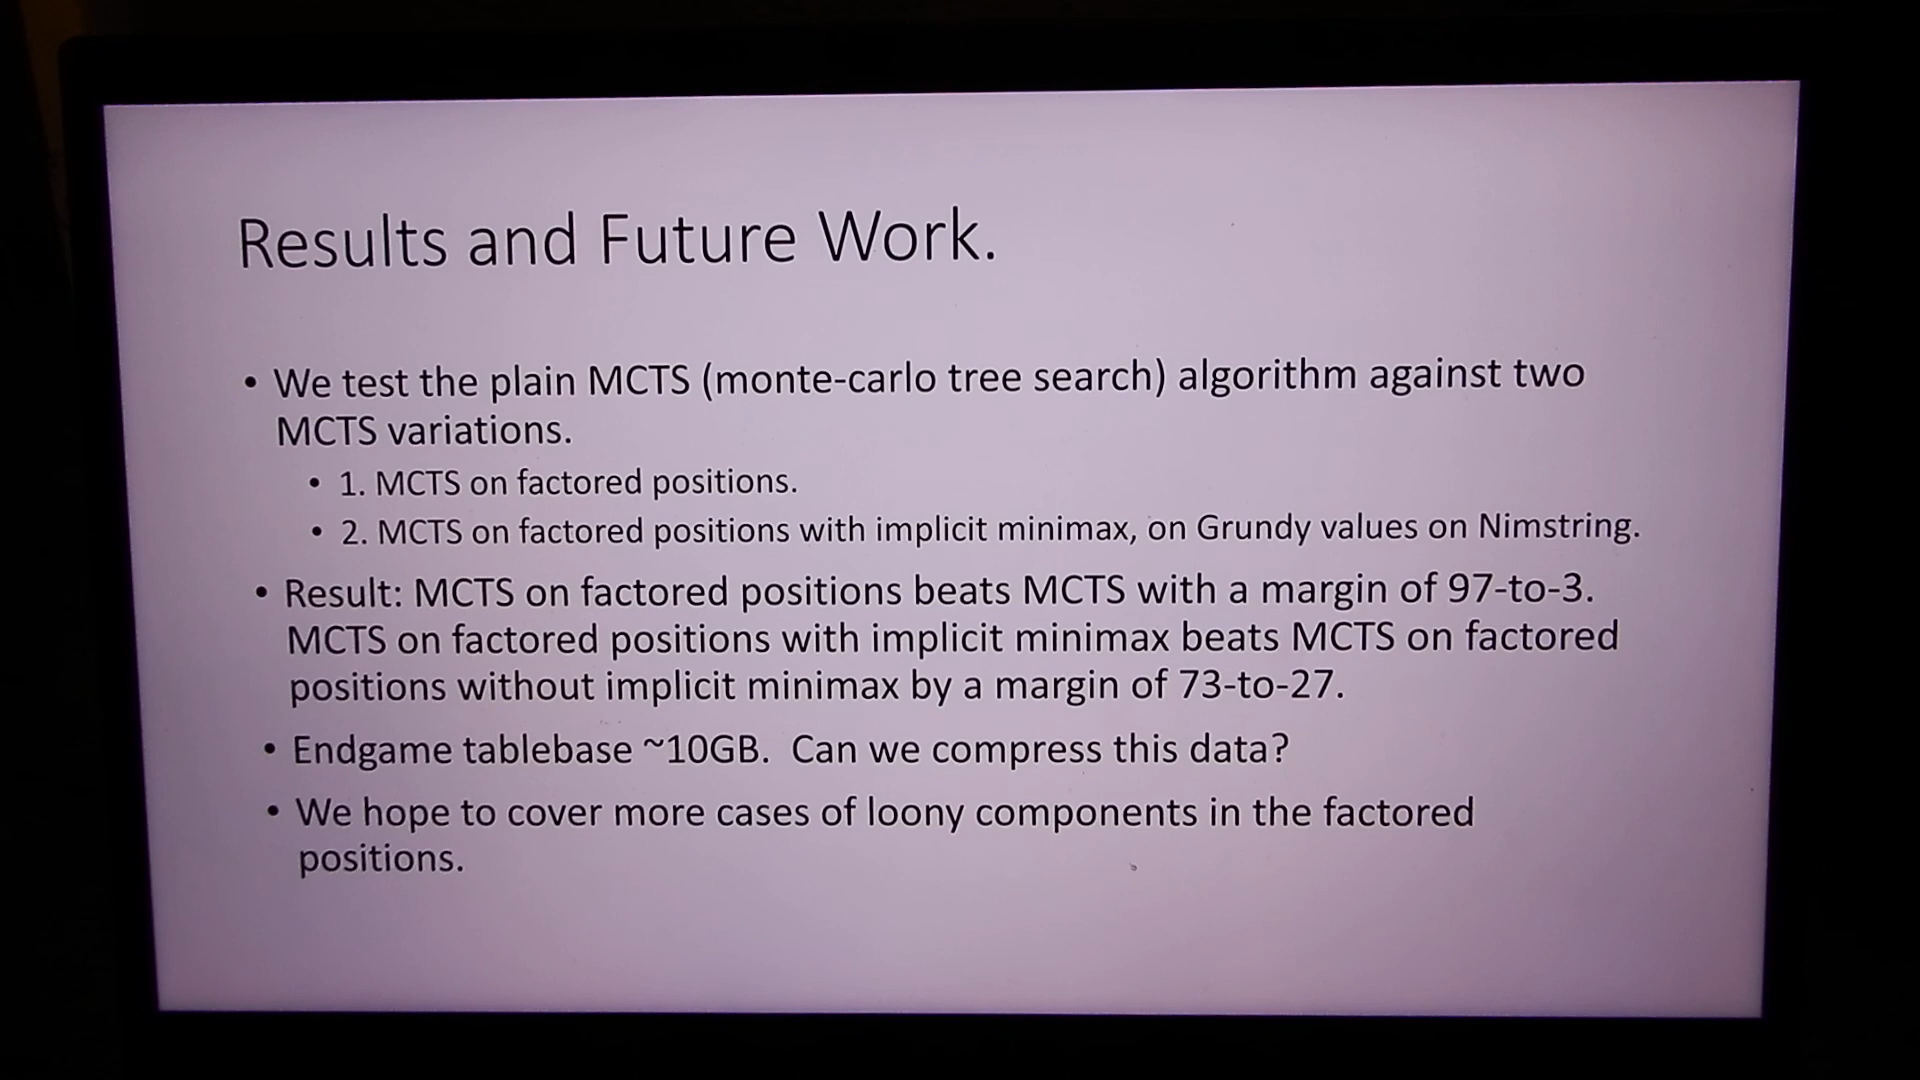 Results and Future Work.
• We test the plain MCTS (monte-carlo tree search) algorithm against two
MCTS variations.
• 1. MCTS on factored positions.
• 2. MCTS on factored positions with implicit minimax, on Grundy values on Nimstring.
• Result: MCTS on factored positions beats MCTS with a margin of 97-to-3.
MCTS on factored positions with implicit minimax beats MCTS on factored
positions without implicit minimax by a margin of 73-to-27.
• Endgame tablebase ~10GB.  Can we compress this data?
• We hope to cover more cases of loony components in the factored
positions.